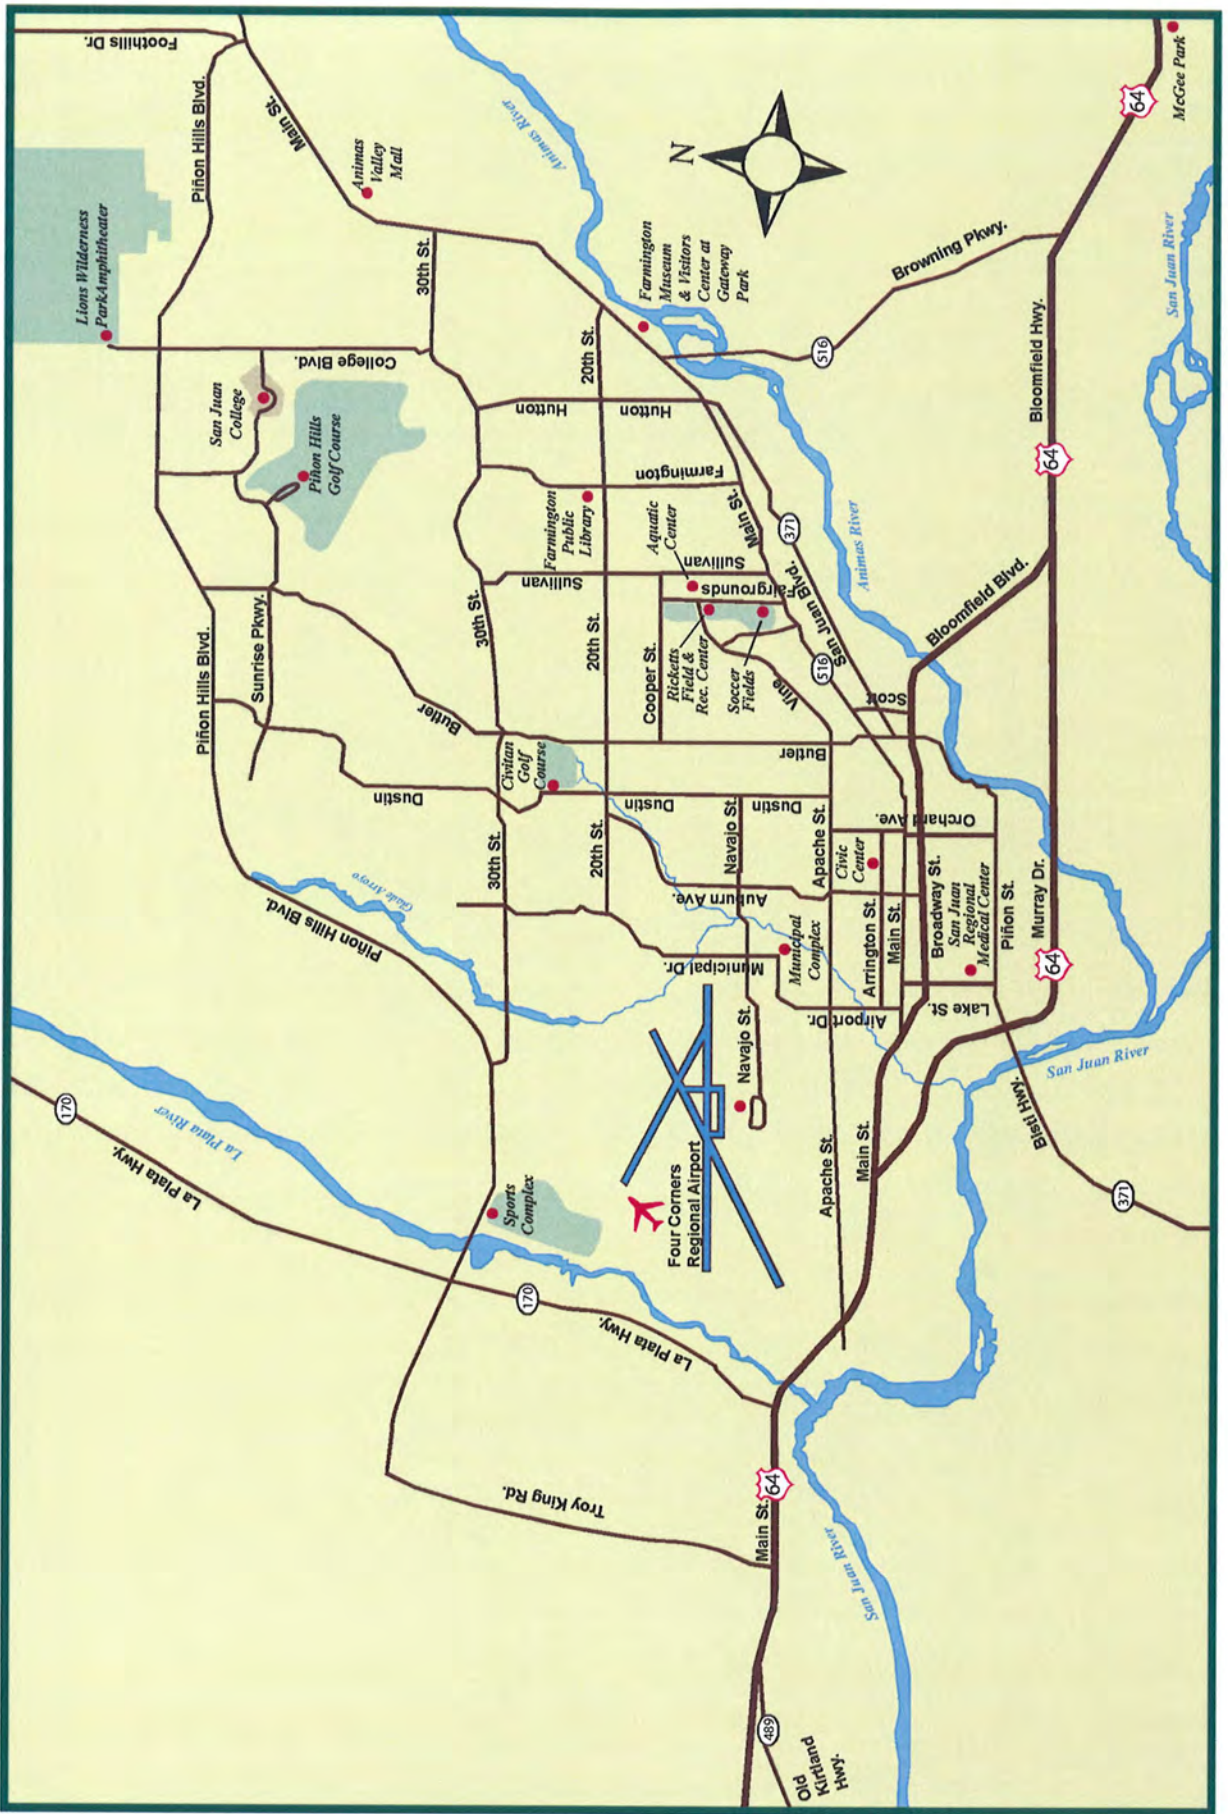 Foothills Dr.
Piñon Hills Blvd.
Main St.
Animas
Valley
Mall
Animas River
N
64
McGee Park
Lions Wilderness
ParkAmphitheater
30th St.
College Blvd.
San Juan
College
Piñon Hills
Golf Course
Farmington
Museum
& Visitors
Center at
Gateway
Park
Browning Pkwy.
516
Bloomfield Hwy.
San Juan River
20th St.
Hutton
Hutton
Farmington
Farmington
Public
Library
Aquatic
Center
Main St.
371
64
Animas River
Sullivan
Sullivan
Fairgrounds
San Juan Blvd.
Bloomfield Blvd.
Piñon Hills Blvd.
Sunrise Pkwy.
30th St.
20th St.
Cooper St.
Ricketts
Field &
Rec. Center
Soccer
Fields
Vine
516
Scott
Butler
Butler
Civitan
Golf
Course
Dustin
Dustin
Dustin
Navajo St.
Apache St.
Civic
Center
Orchard Ave.
30th St.
20th St.
Auburn Ave.
Arrington St.
Main St.
Broadway St.
San Juan
Regional
Medical Center
Piñon St.
Murray Dr.
64
Glade Arroyo
Piñon Hills Blvd.
Municipal Dr.
Municipal
Complex
Airport Dr.
Lake St.
Navajo St.
San Juan River
Bisti Hwy.
371
170
La Plata River
La Plata Hwy.
Sports
Complex
Four Corners
Regional Airport
Apache St.
Main St.
170
La Plata Hwy.
Troy King Rd.
Main St.
64
San Juan River
489
Old
Kirtland
Hwy.